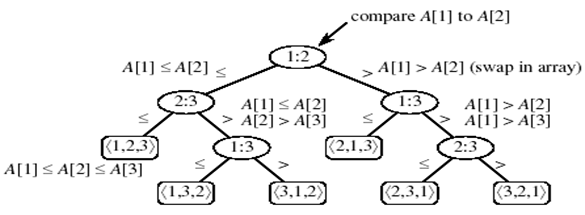 compare A[1] to A[2]
1:2
A[1] ≤ A[2] ≤
> A[1] > A[2] (swap in array)
2:3
A[1] ≤ A[2]
A[2] > A[3]
1:3
A[1] > A[2]
A[1] > A[3]
≤
>
≤
>
⟨1,2,3⟩
1:3
⟨2,1,3⟩
2:3
A[1] ≤ A[2] ≤ A[3]
≤
>
≤
>
⟨1,3,2⟩
⟨3,1,2⟩
⟨2,3,1⟩
⟨3,2,1⟩